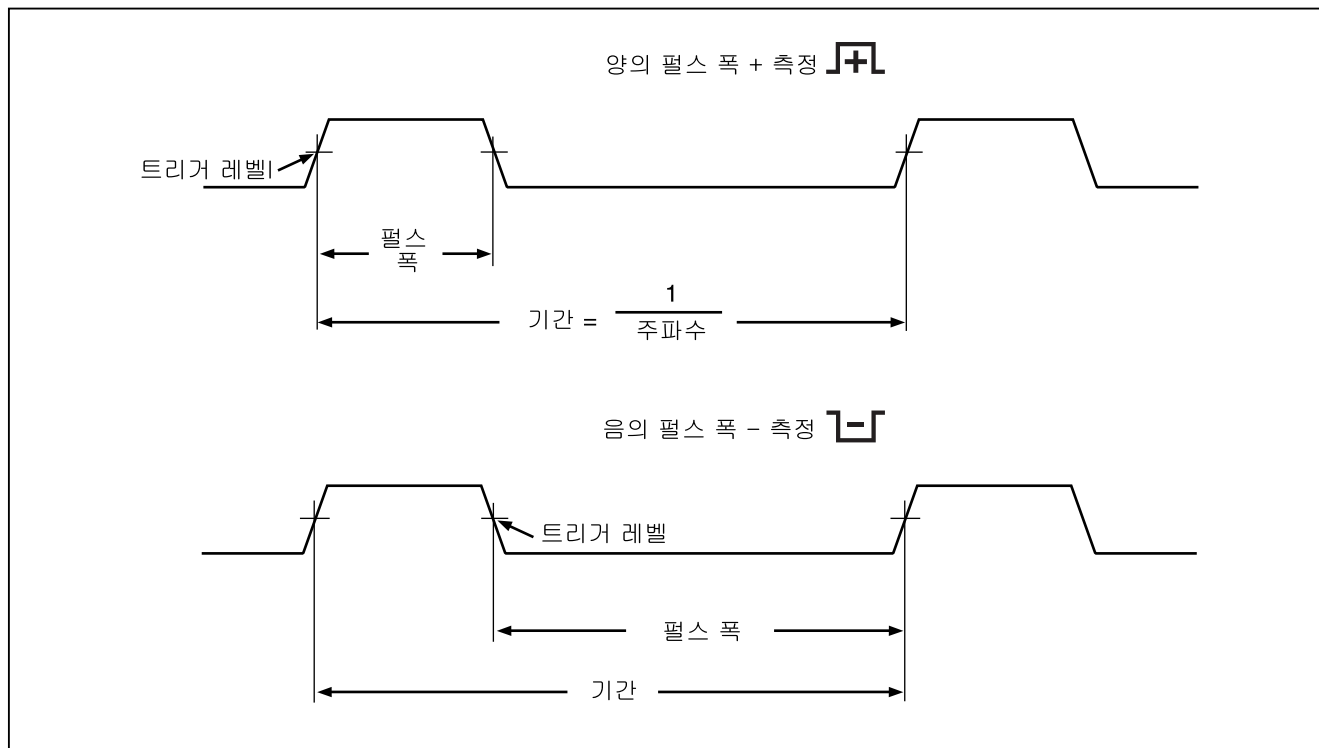 양의 펄스 폭 + 측정
트리거 레벨l
펄스
폭
기간 = 1
주파수
음의 펄스 폭 - 측정
트리거 레벨
펄스 폭
기간